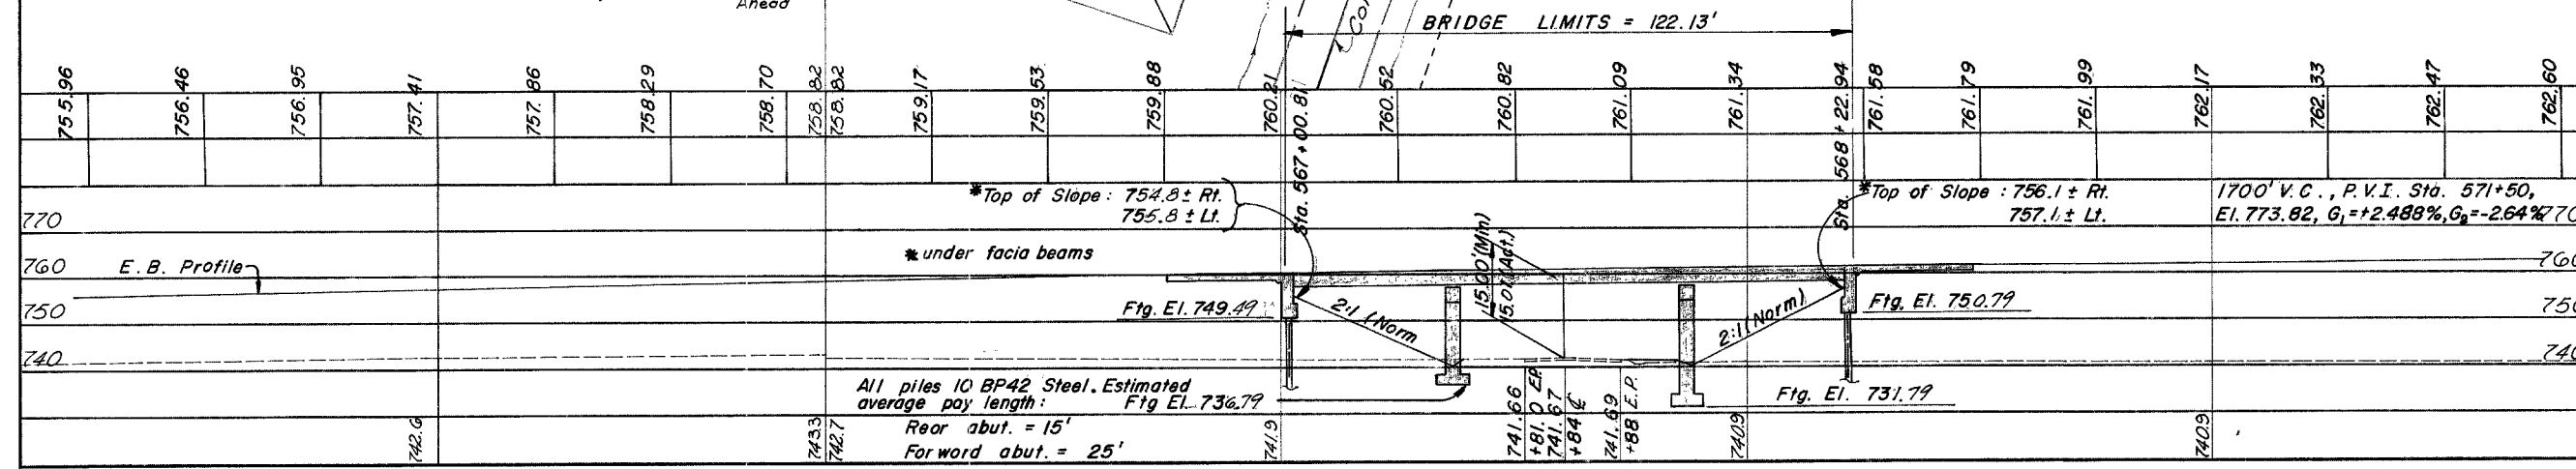 Ahead
BRIDGE LIMITS = 122.13'
755.96
756.46
756.95
757.41
757.86
758.29
758.70
758.82
758.82
759.17
759.53
759.88
760.21
Sta. 567+00.81
760.52
760.82
761.09
761.34
Sta. 568+22.94
761.58
761.79
761.99
762.17
762.33
762.47
762.60
*Top of Slope: 754.8± Rt.
755.8± Lt.
*Top of Slope: 756.1± Rt.
757.1± Lt.
1700' V.C., P.V.I. Sta. 571+50,
El. 773.82, G₁=+2.488%, G₂=-2.64%
770
770
*under facia beams
760
E.B. Profile
15.00'(Min)
15.01'(Act.)
760
750
Ftg. El. 749.49
2:1 (Norm
2:1 (Norm)
Ftg. El. 750.79
750
740
740
All piles 10 BP42 Steel. Estimated
average pay length:
Ftg El. 736.79
Ftg. El. 731.79
Rear abut. = 15'
Forword abut. = 25'
742.6
743.3
742.7
741.9
741.66
+81.0 E.P.
741.67
+84 ℄
741.69
+88 E.P.
740.9
740.9